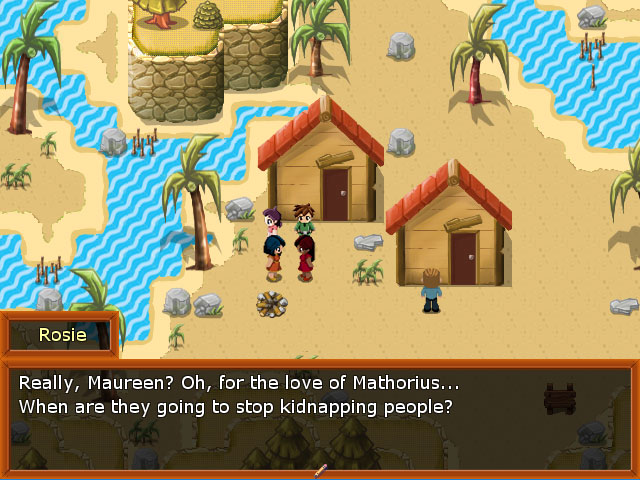 Rosie
Really, Maureen? Oh, for the love of Mathorius...
When are they going to stop kidnapping people?